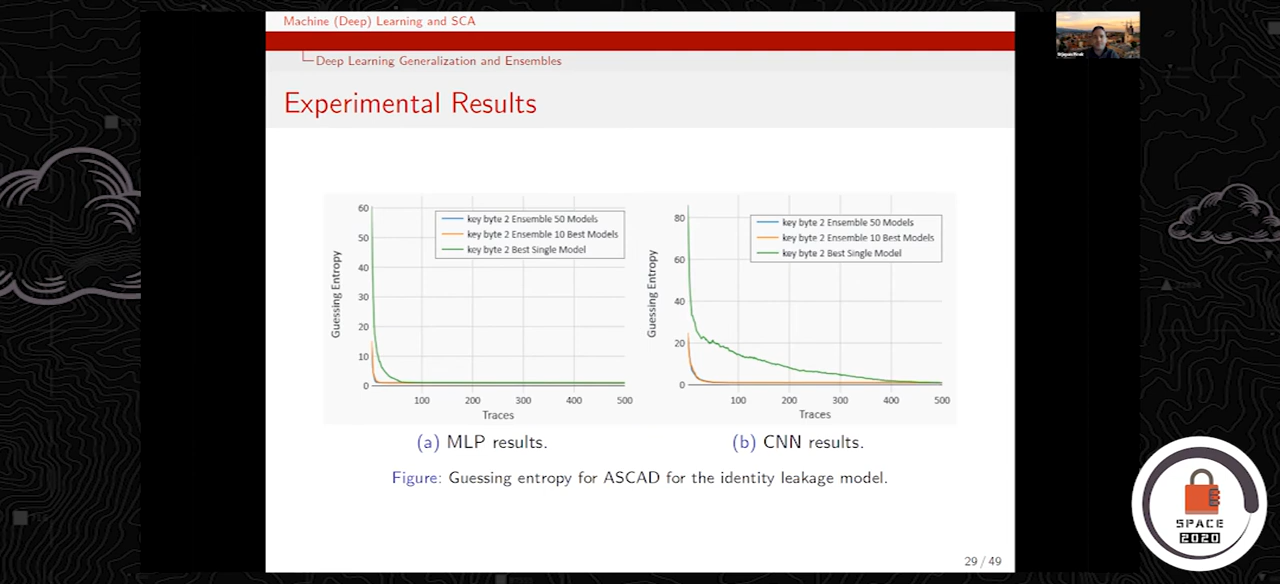 Machine (Deep) Learning and SCA
Deep Learning Generalization and Ensembles
Experimental Results
60
50
40
30
20
10
0
Guessing Entropy
key byte 2 Ensemble 50 Models
key byte 2 Ensemble 10 Best Models
key byte 2 Best Single Model
100
200
300
400
500
Traces
80
60
40
20
0
Guessing Entropy
key byte 2 Ensemble 50 Models
key byte 2 Ensemble 10 Best Models
key byte 2 Best Single Model
100
200
300
400
500
Traces
(a) MLP results.
(b) CNN results.
Figure: Guessing entropy for ASCAD for the identity leakage model.
29 / 49
SPACE
2020